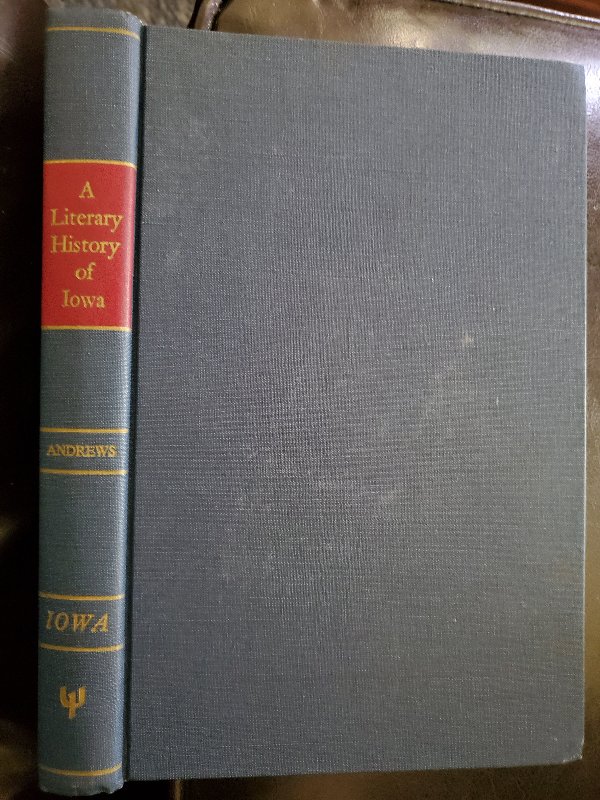 A
Literary
History
of
Iowa
ANDREWS
IOWA